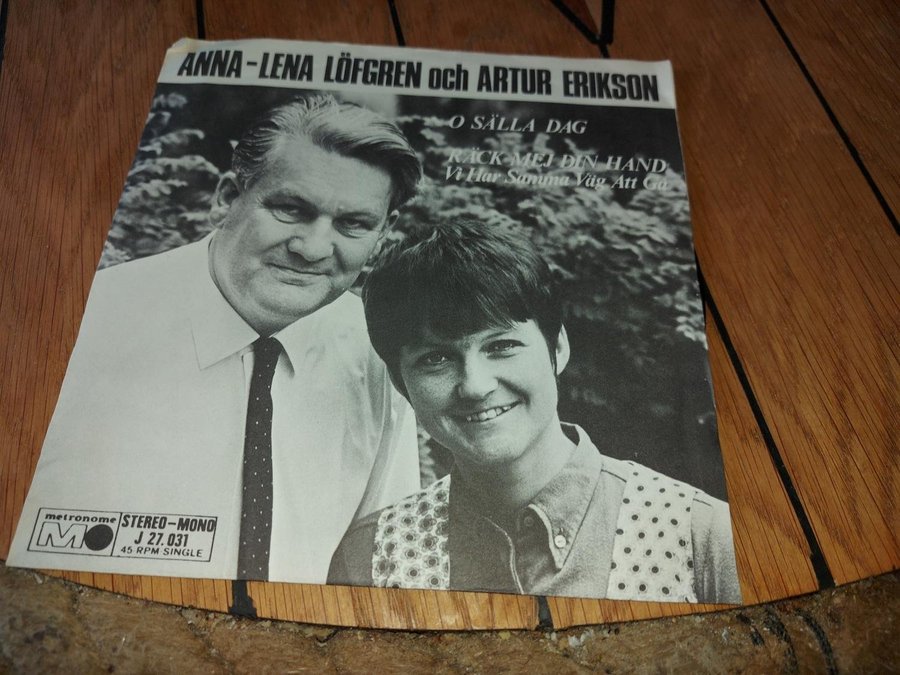 ANNA-LENA LÖFGREN och ARTUR ERIKSON
O SÄLLA DAG
RÄCK MEJ DIN HAND
Vi Har Samma Väg Att Gå
metronome
M
STEREO-MONO
J 27.031
45 RPM SINGLE